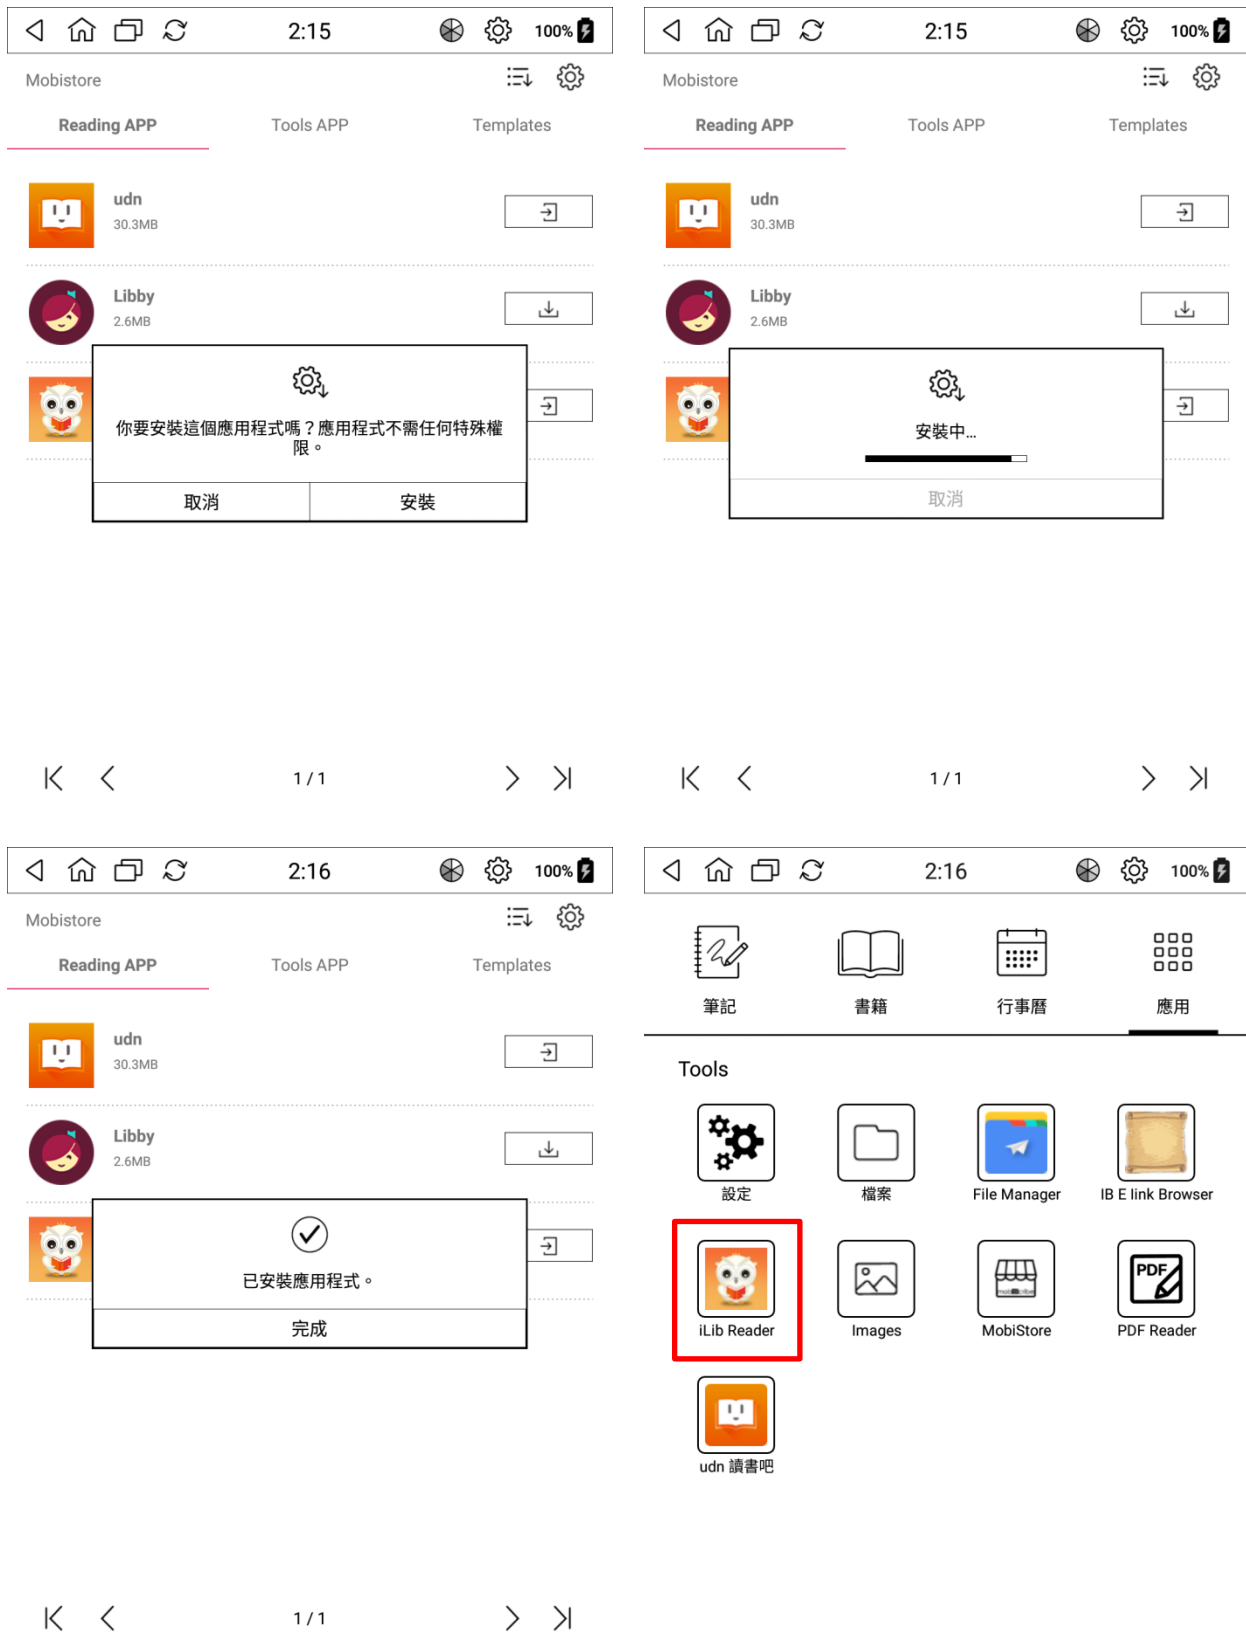 2:15
100%
Mobistore
Reading APP Tools APP Templates
udn
30.3MB
Libby
2.6MB
你要安裝這個應用程式嗎？應用程式不需任何特殊權
限。
取消 安裝
1 / 1
2:15
100%
Mobistore
Reading APP Tools APP Templates
udn
30.3MB
Libby
2.6MB
安裝中...
取消
1 / 1
2:16
100%
Mobistore
Reading APP Tools APP Templates
udn
30.3MB
Libby
2.6MB
已安裝應用程式。
完成
1 / 1
2:16
100%
筆記 書籍 行事曆 應用
Tools
設定 檔案 File Manager IB E link Browser
PDF
iLib Reader Images MobiStore PDF Reader
udn 讀書吧